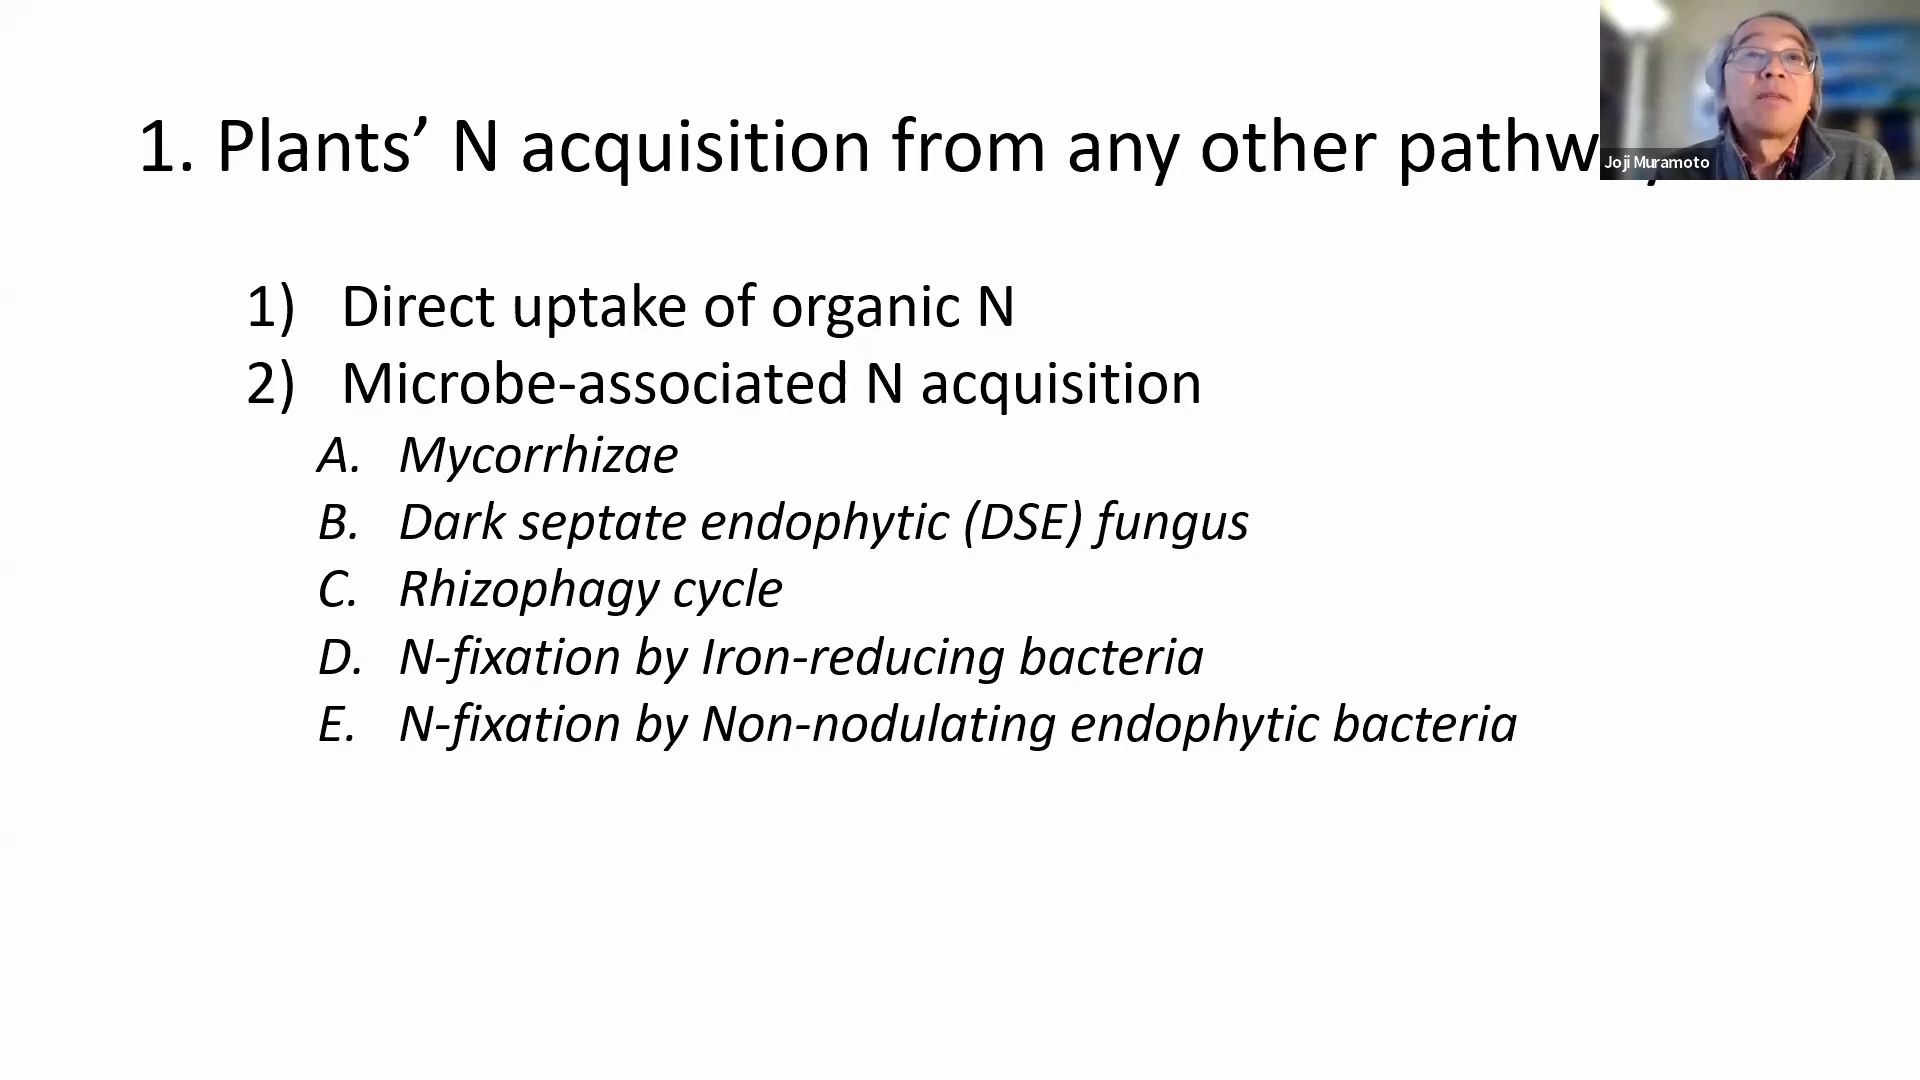 1. Plants’ N acquisition from any other
Joji Muramoto
1) Direct uptake of organic N
2) Microbe-associated N acquisition
A. Mycorrhizae
B. Dark septate endophytic (DSE) fungus
C. Rhizophagy cycle
D. N-fixation by Iron-reducing bacteria
E. N-fixation by Non-nodulating endophytic bacteria